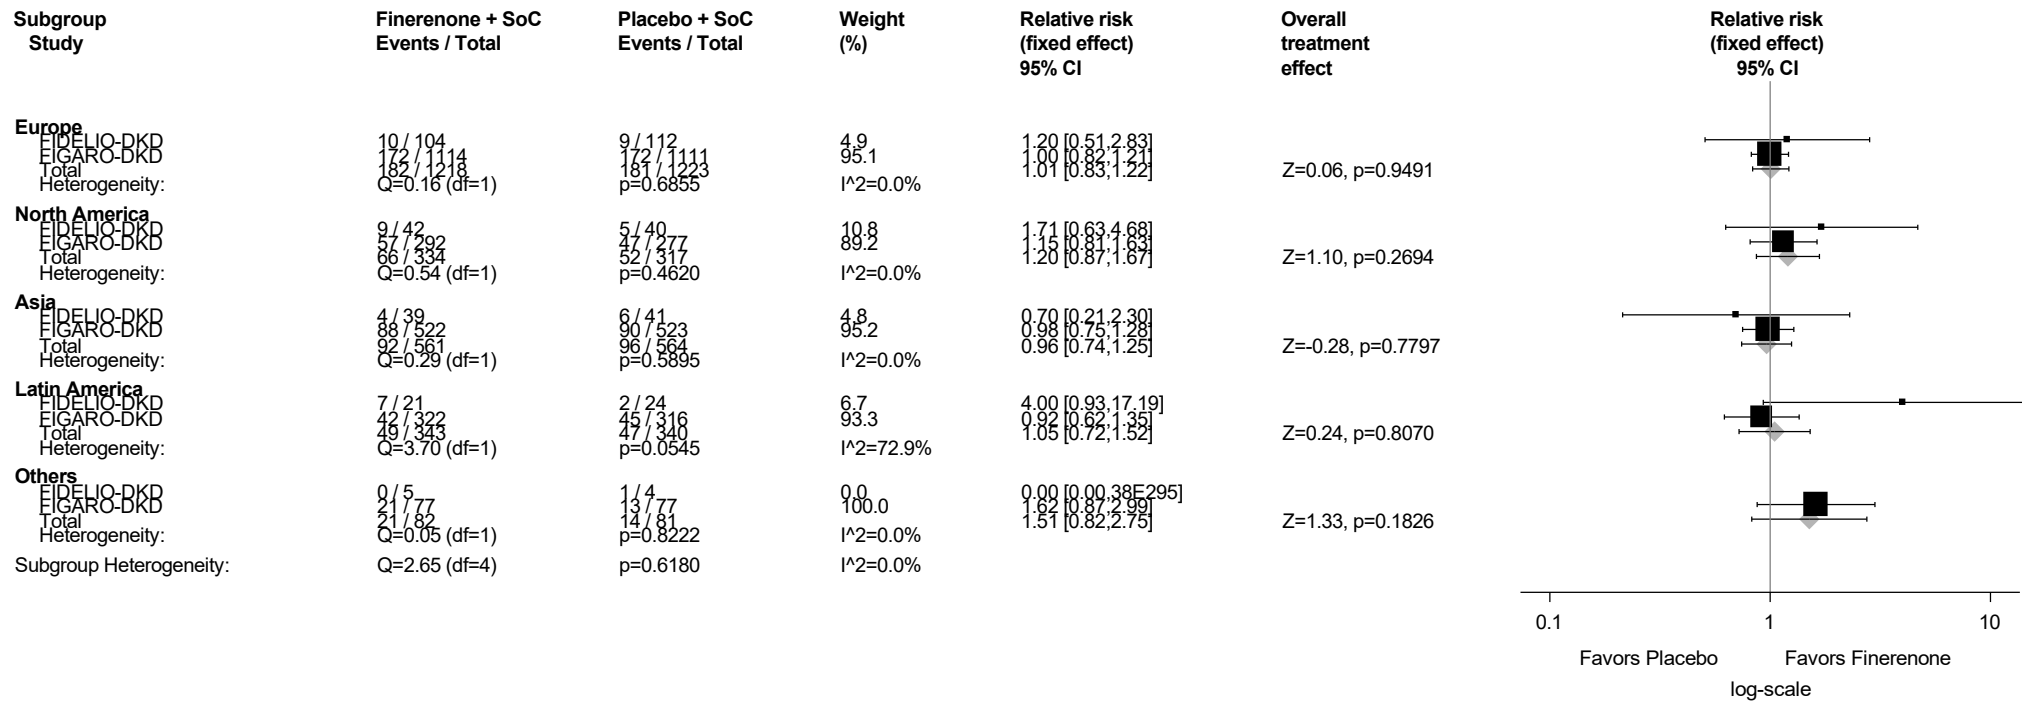 Subgroup Finerenone + SoC Placebo + SoC Weight Relative risk Overall Relative risk
Study Events / Total Events / Total (%) (fixed effect) treatment (fixed effect)
95% CI effect 95% CI
Europe
FIDELIO-DKD 10 / 104 9 / 112 4.9 1.20 [0.51,2.83]
FIGARO-DKD 172 / 1114 172 / 1111 95.1 1.00 [0.82,1.21]
Total 182 / 1218 181 / 1223 1.01 [0.83,1.22] Z=0.06, p=0.9491
Heterogeneity: Q=0.16 (df=1) p=0.6855 I^2=0.0%
North America
FIDELIO-DKD 9 / 42 5 / 40 10.8 1.71 [0.63,4.68]
FIGARO-DKD 57 / 292 47 / 277 89.2 1.15 [0.81,1.63]
Total 66 / 334 52 / 317 1.20 [0.87,1.67] Z=1.10, p=0.2694
Heterogeneity: Q=0.54 (df=1) p=0.4620 I^2=0.0%
Asia
FIDELIO-DKD 4 / 39 6 / 41 4.8 0.70 [0.21,2.30]
FIGARO-DKD 88 / 522 90 / 523 95.2 0.98 [0.75,1.28]
Total 92 / 561 96 / 564 0.96 [0.74,1.25] Z=-0.28, p=0.7797
Heterogeneity: Q=0.29 (df=1) p=0.5895 I^2=0.0%
Latin America
FIDELIO-DKD 7 / 21 2 / 24 6.7 4.00 [0.93,17.19]
FIGARO-DKD 42 / 322 45 / 316 93.3 0.92 [0.62,1.35]
Total 49 / 343 47 / 340 1.05 [0.72,1.52] Z=0.24, p=0.8070
Heterogeneity: Q=3.70 (df=1) p=0.0545 I^2=72.9%
Others
FIDELIO-DKD 0 / 5 1 / 4 0.0 0.00 [0.00,38E295]
FIGARO-DKD 21 / 77 13 / 77 100.0 1.62 [0.87,2.99]
Total 21 / 82 14 / 81 1.51 [0.82,2.75] Z=1.33, p=0.1826
Heterogeneity: Q=0.05 (df=1) p=0.8222 I^2=0.0%
Subgroup Heterogeneity: Q=2.65 (df=4) p=0.6180 I^2=0.0%
0.1 1 10
Favors Placebo Favors Finerenone
log-scale